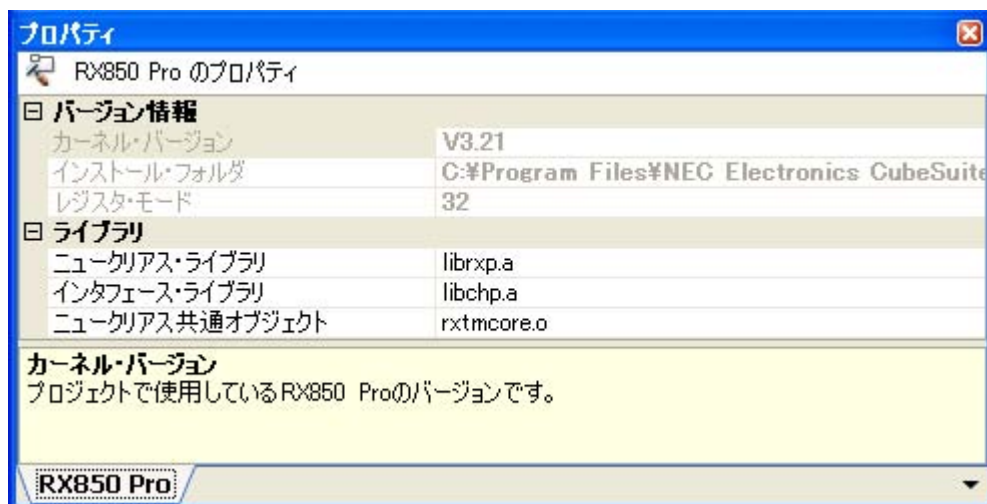 プロパティ
RX850 Pro のプロパティ
バージョン情報
カーネル・バージョン V3.21
インストール・フォルダ C:¥Program Files¥NEC Electronics CubeSuite
レジスタ・モード 32
ライブラリ
ニュークリアス・ライブラリ librxp.a
インタフェース・ライブラリ libchp.a
ニュークリアス共通オブジェクト rxtmcore.o
カーネル・バージョン
プロジェクトで使用しているRX850 Proのバージョンです。
RX850 Pro